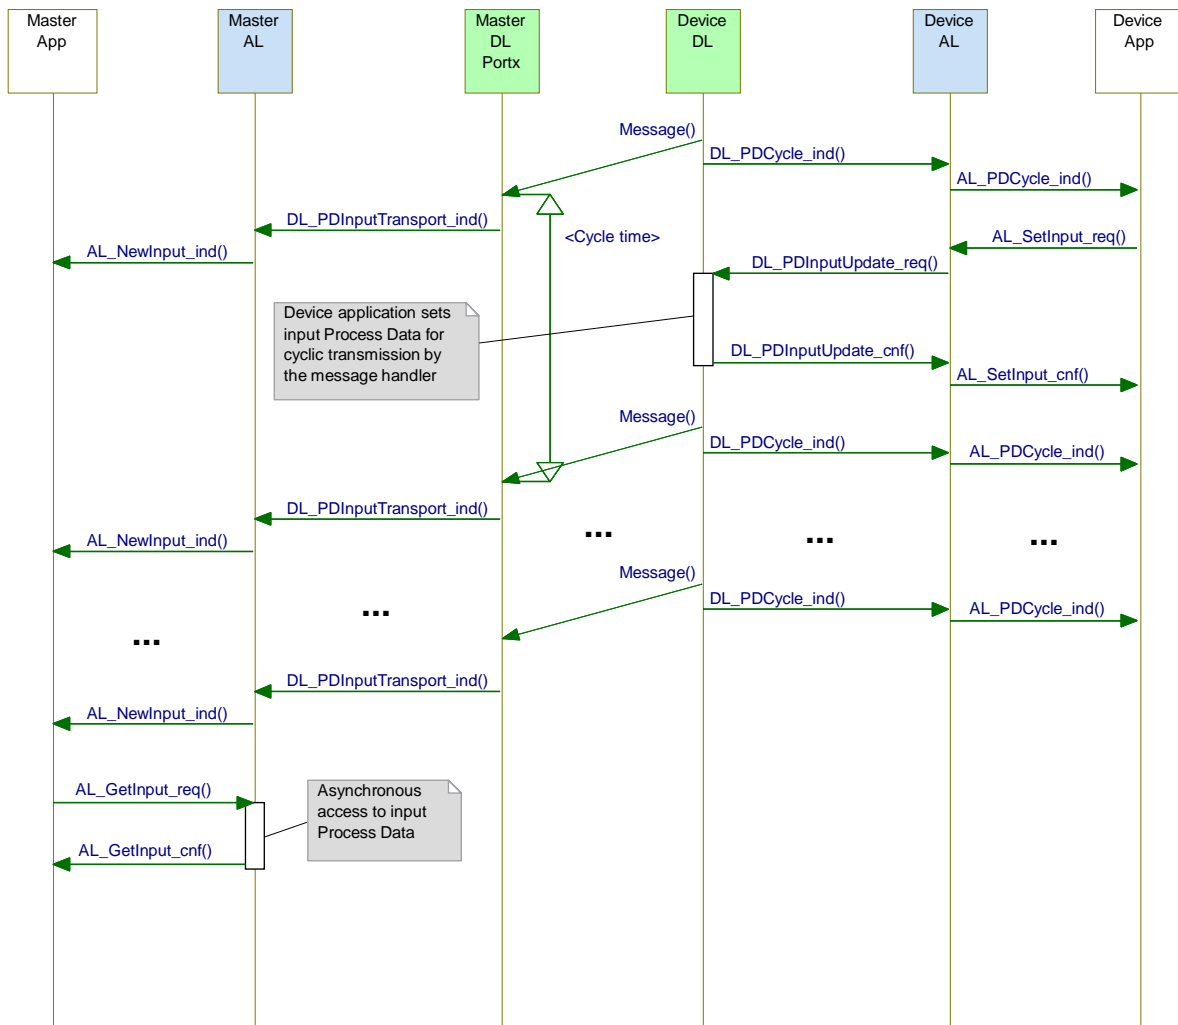 Master
App
Master
AL
Master
DL
Portx
Device
DL
Device
AL
Device
App
Message()
DL_PDCycle_ind()
AL_PDCycle_ind()
DL_PDInputTransport_ind()
<Cycle time>
AL_SetInput_req()
AL_NewInput_ind()
DL_PDInputUpdate_req()
Device application sets
input Process Data for
cyclic transmission by
the message handler
DL_PDInputUpdate_cnf()
AL_SetInput_cnf()
Message()
DL_PDCycle_ind()
AL_PDCycle_ind()
DL_PDInputTransport_ind()
AL_NewInput_ind()
...
...
...
Message()
DL_PDCycle_ind()
AL_PDCycle_ind()
...
...
DL_PDInputTransport_ind()
AL_NewInput_ind()
AL_GetInput_req()
Asynchronous
access to input
Process Data
AL_GetInput_cnf()